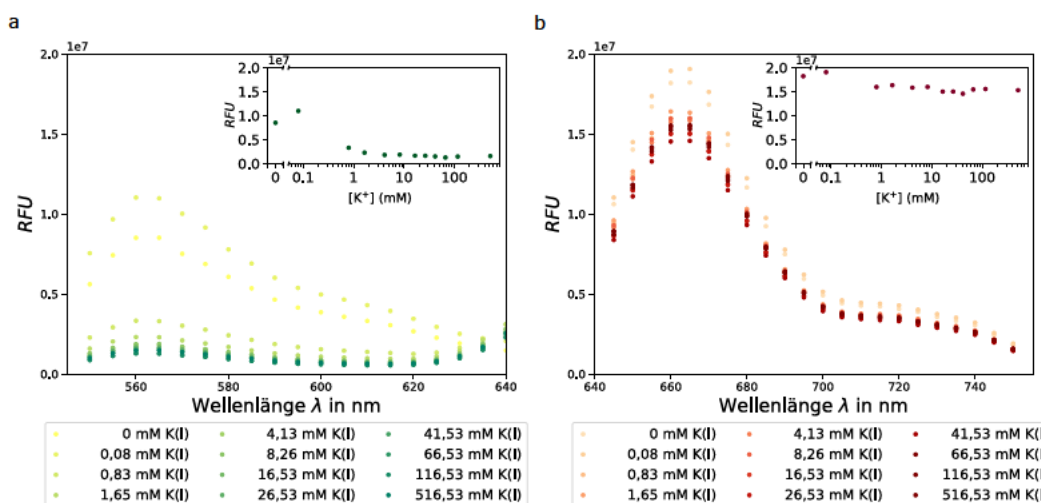 a
1e7
2.0
1.5
1.0
0.5
0.0
RFU
560
580
600
620
640
Wellenlänge λ in nm
1e7
2.0
1.5
1.0
0.5
0.0
RFU
0
0.1
1
10
100
[K⁺] (mM)
0 mM K(I)
0,08 mM K(I)
0,83 mM K(I)
1,65 mM K(I)
4,13 mM K(I)
8,26 mM K(I)
16,53 mM K(I)
26,53 mM K(I)
41,53 mM K(I)
66,53 mM K(I)
116,53 mM K(I)
516,53 mM K(I)
b
1e7
2.0
1.5
1.0
0.5
0.0
RFU
640
660
680
700
720
740
Wellenlänge λ in nm
1e7
2.0
1.5
1.0
0.5
0.0
RFU
0
0.1
1
10
100
[K⁺] (mM)
0 mM K(I)
0,08 mM K(I)
0,83 mM K(I)
1,65 mM K(I)
4,13 mM K(I)
8,26 mM K(I)
16,53 mM K(I)
26,53 mM K(I)
41,53 mM K(I)
66,53 mM K(I)
116,53 mM K(I)
516,53 mM K(I)